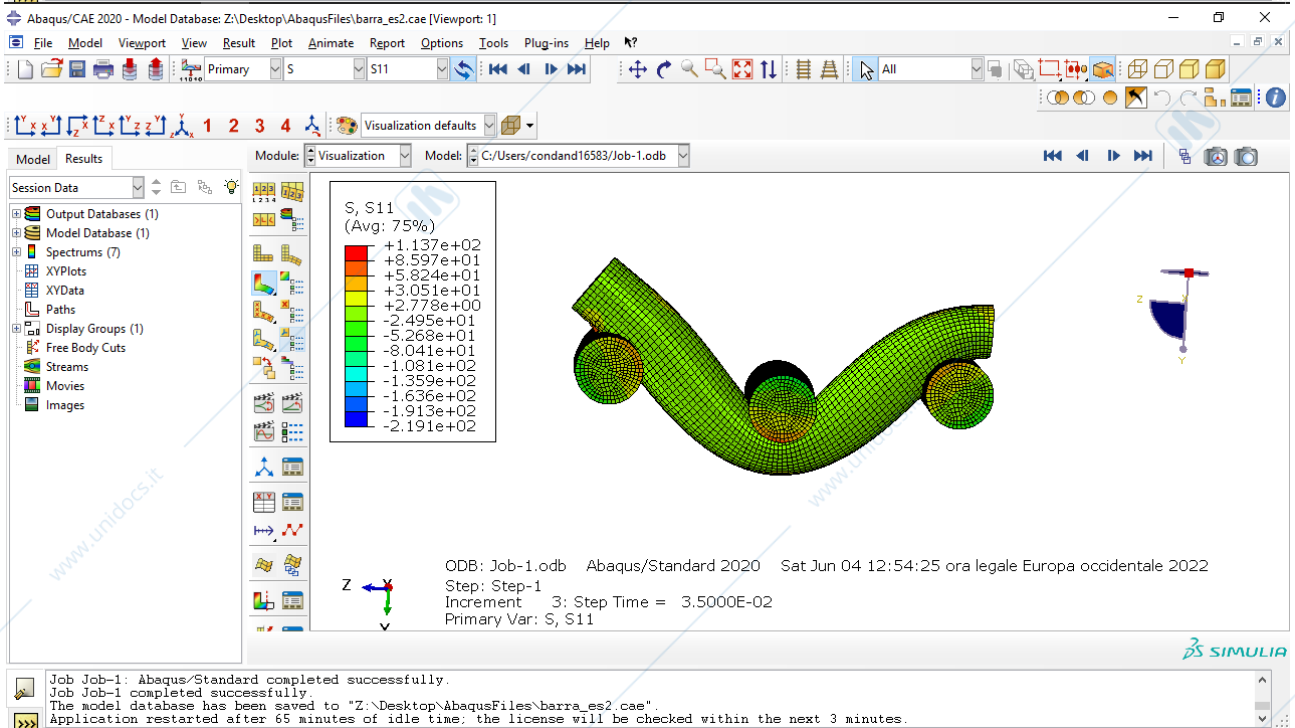 Abaqus/CAE 2020 - Model Database: Z:\Desktop\AbaqusFiles\barra_es2.cae [Viewport: 1]
File Model Viewport View Result Plot Animate Report Options Tools Plug-ins Help
Primary S S11 All
1 2 3 4 Visualization defaults
Model Results Module: Visualization Model: C:/Users/condand16583/Job-1.odb
Session Data
Output Databases (1)
Model Database (1)
Spectrums (7)
XYPlots
XYData
Paths
Display Groups (1)
Free Body Cuts
Streams
Movies
Images
S, S11
(Avg: 75%)
+1.137e+02
+8.597e+01
+5.824e+01
+3.051e+01
+2.778e+00
-2.495e+01
-5.268e+01
-8.041e+01
-1.081e+02
-1.359e+02
-1.636e+02
-1.913e+02
-2.191e+02
Z
X
Y
ODB: Job-1.odb Abaqus/Standard 2020 Sat Jun 04 12:54:25 ora legale Europa occidentale 2022
Step: Step-1
Increment 3: Step Time = 3.5000E-02
Primary Var: S, S11
Z
Y
SIMULIA
Job Job-1: Abaqus/Standard completed successfully.
Job Job-1 completed successfully.
The model database has been saved to "Z:\Desktop\AbaqusFiles\barra_es2.cae".
Application restarted after 65 minutes of idle time; the license will be checked within the next 3 minutes.
www.unidocs.it